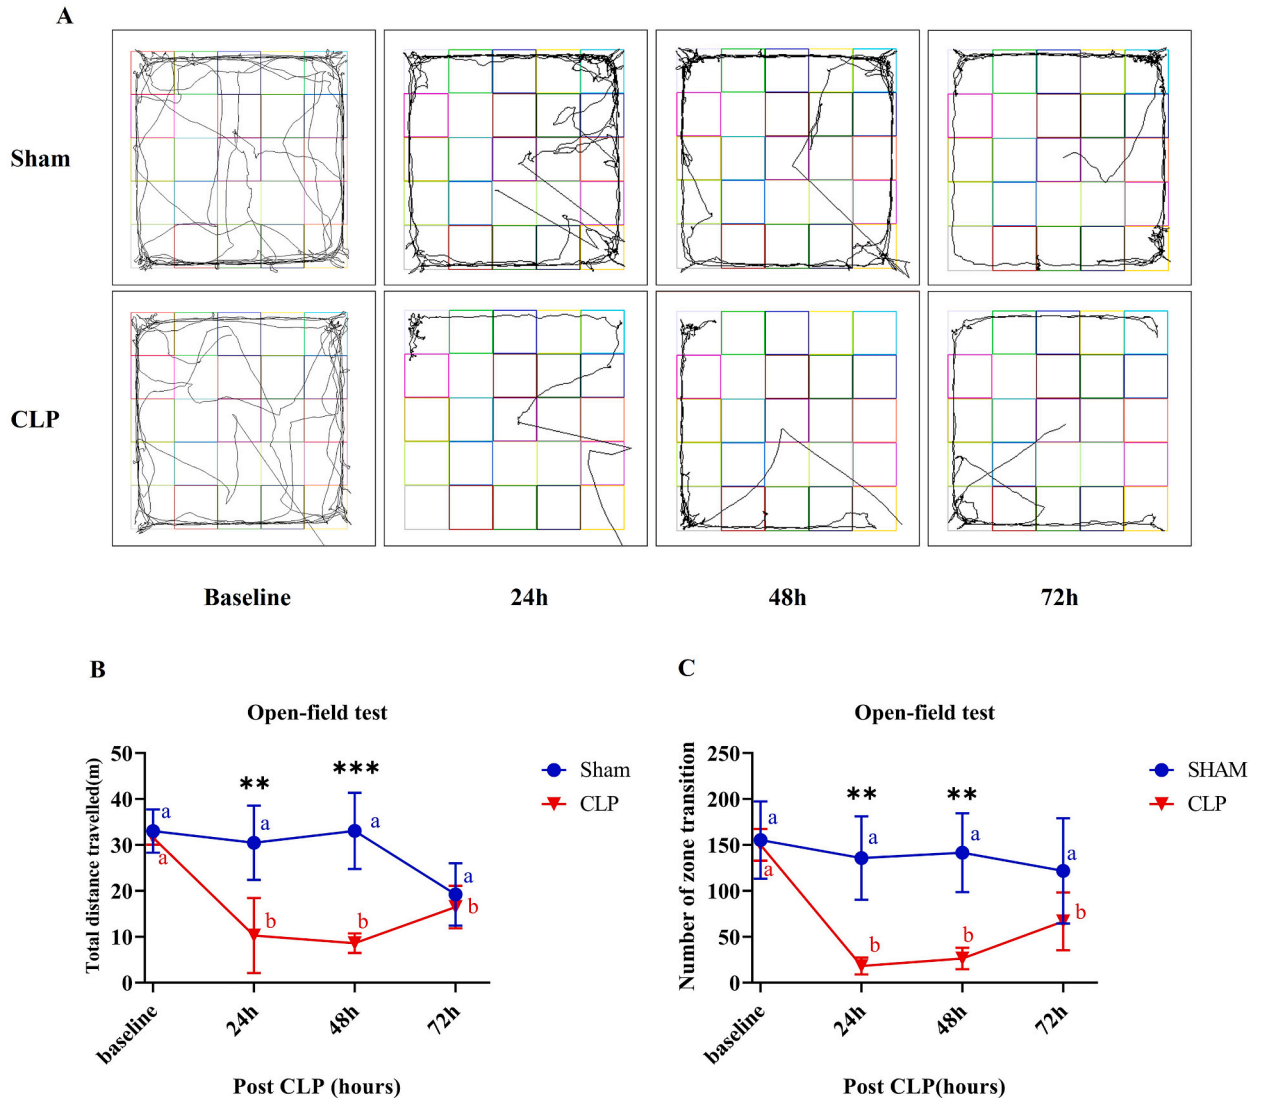 A
Sham
CLP
Baseline
24h
48h
72h
B
Open-field test
Total distance travelled(m)
50
40
30
20
10
0
a
a
**
a
b
***
a
b
a
b
Sham
CLP
baseline
24h
48h
72h
Post CLP (hours)
C
Open-field test
Number of zone transition
250
200
150
100
50
0
a
a
**
a
b
**
a
b
a
b
SHAM
CLP
baseline
24h
48h
72h
Post CLP(hours)